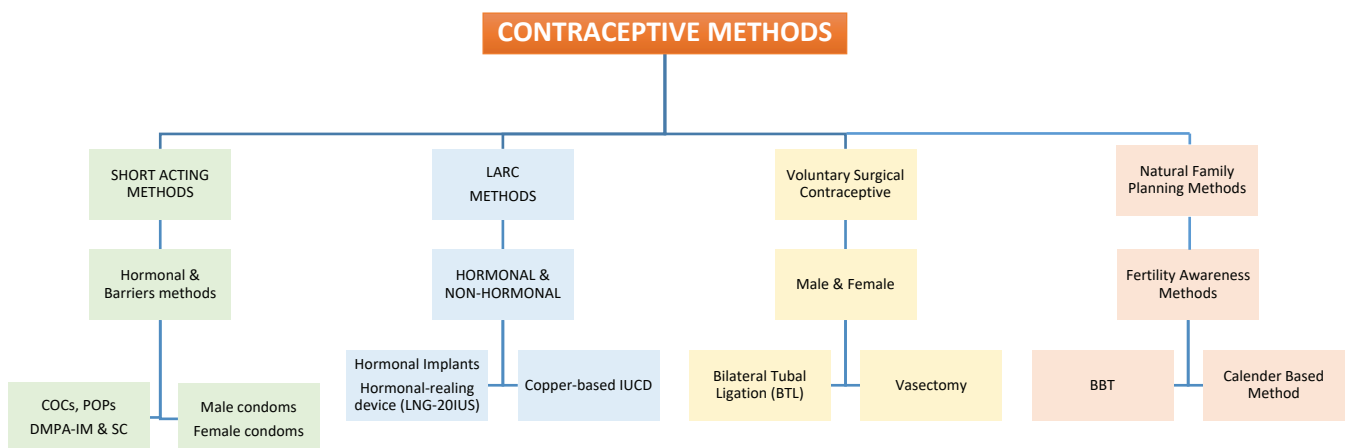 CONTRACEPTIVE METHODS
SHORT ACTING
METHODS
LARC
METHODS
Voluntary Surgical
Contraceptive
Natural Family
Planning Methods
Hormonal &
Barriers methods
HORMONAL &
NON-HORMONAL
Male & Female
Fertility Awareness
Methods
COCs, POPs
DMPA-IM & SC
Male condoms
Female condoms
Hormonal Implants
Hormonal-realing
device (LNG-20IUS)
Copper-based IUCD
Bilateral Tubal
Ligation (BTL)
Vasectomy
BBT
Calender Based
Method